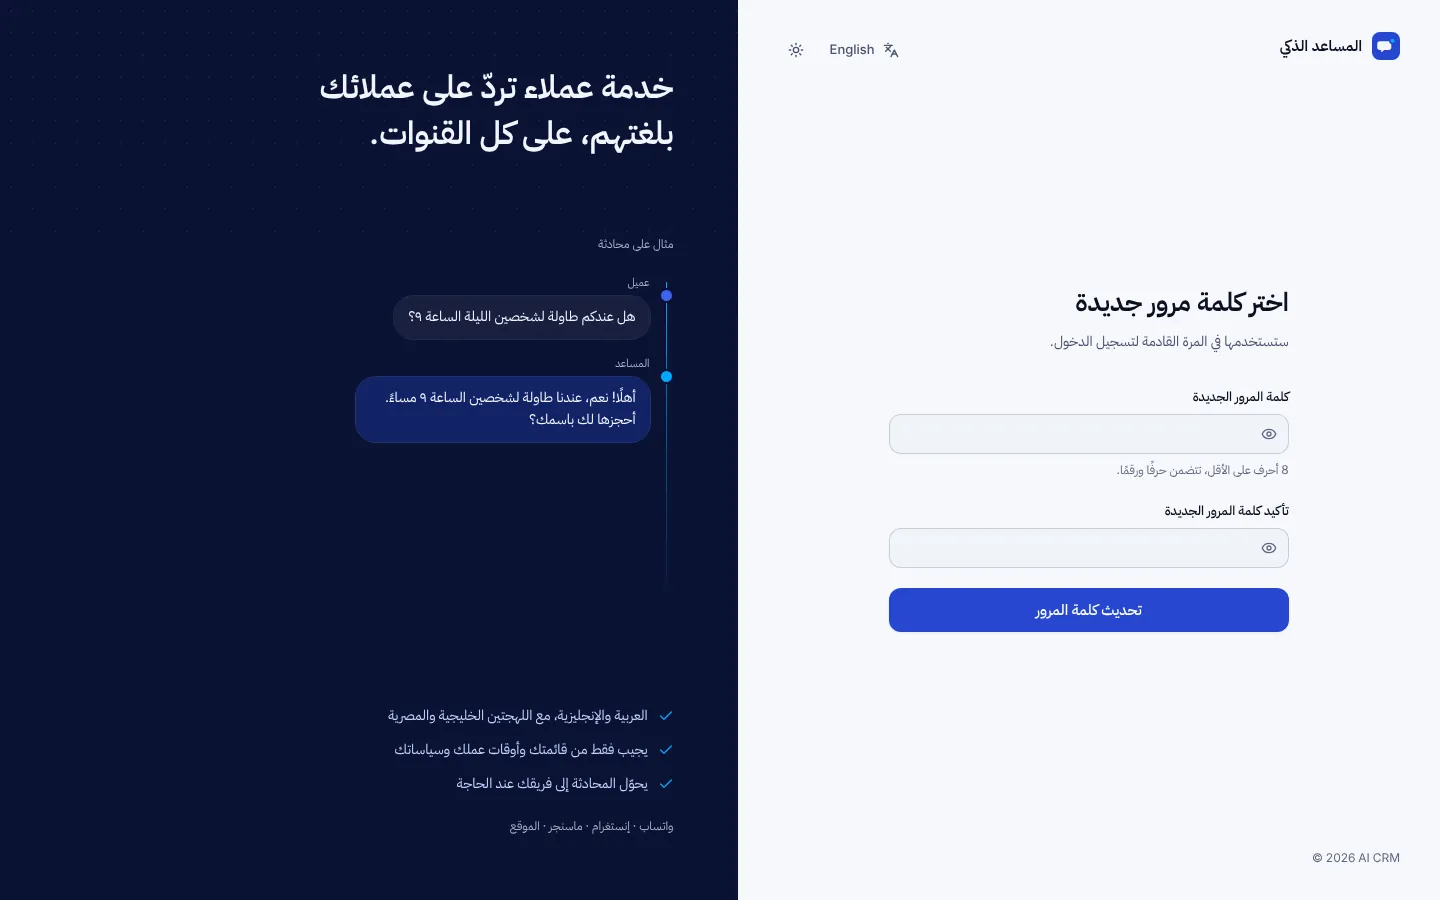 المساعد الذكي
English
اختر كلمة مرور جديدة
ستستخدمها في المرة القادمة لتسجيل الدخول.
كلمة المرور الجديدة
8 أحرف على الأقل، تتضمن حرفًا ورقمًا.
تأكيد كلمة المرور الجديدة
تحديث كلمة المرور
© 2026 AI CRM
خدمة عملاء تردّ على عملائك
بلغتهم، على كل القنوات.
مثال على محادثة
عميل
هل عندكم طاولة لشخصين الليلة الساعة ٩؟
المساعد
أهلًا! نعم، عندنا طاولة لشخصين الساعة ٩ مساءً.
أحجزها لك باسمك؟
العربية والإنجليزية، مع اللهجتين الخليجية والمصرية
يجيب فقط من قائمتك وأوقات عملك وسياساتك
يحوّل المحادثة إلى فريقك عند الحاجة
واتساب · إنستغرام · ماسنجر · الموقع